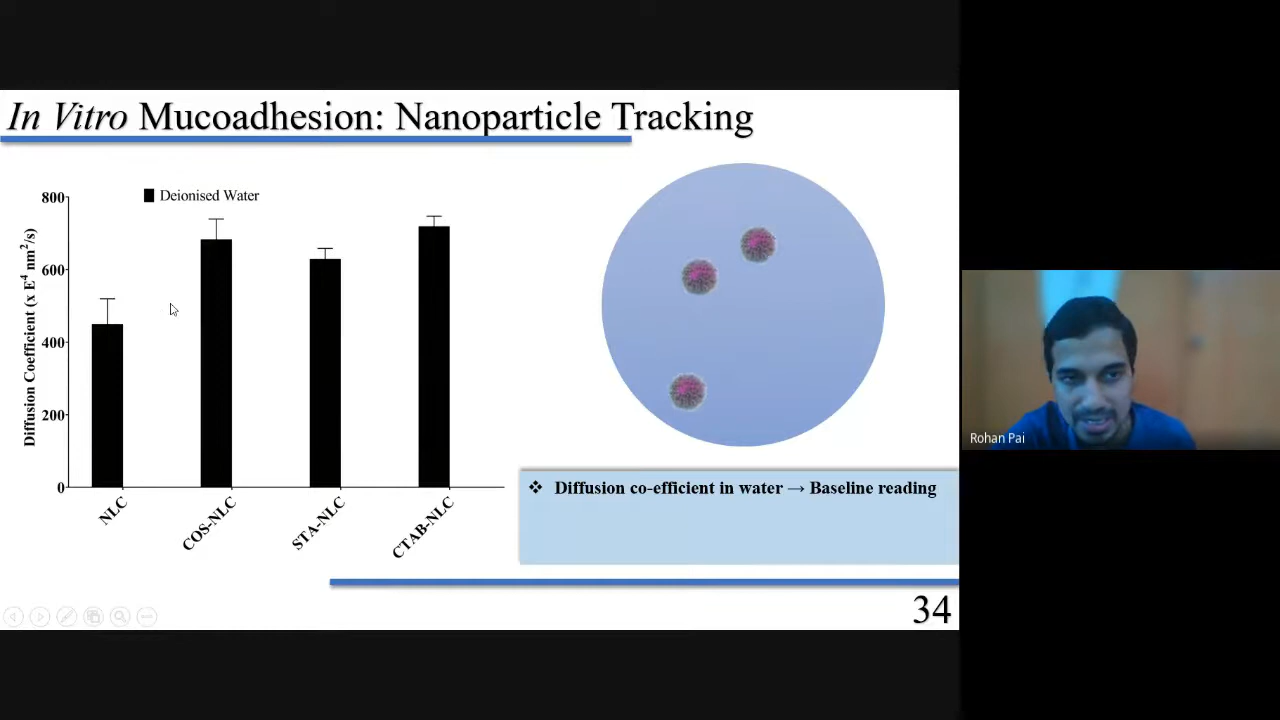 In Vitro Mucoadhesion: Nanoparticle Tracking
Deionised Water
800
600
400
200
0
Diffusion Coefficient (x E⁴ nm²/s)
NLC
COS-NLC
STA-NLC
CTAB-NLC
❖ Diffusion co-efficient in water → Baseline reading
34
Rohan Pai